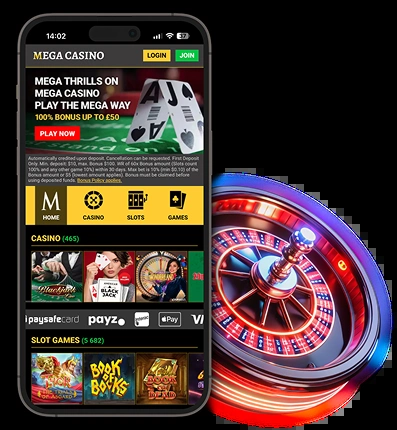 14:02
MEGA CASINO
LOGIN
JOIN
MEGA THRILLS ON
MEGA CASINO
PLAY THE MEGA WAY
100% BONUS UP TO £50
PLAY NOW
Automatically credited upon deposit. Cancellation can be requested. First Deposit
Only. Min. deposit: $10, max. Bonus $100. WR of 60x Bonus amount (Slots count
100% and any other game 10%) within 30 days. Max bet is 10% (min $0.10) of the
Bonus amount or $5 (lowest amount applies). Bonus must be claimed before
using deposited funds. Bonus Policy applies.
M
HOME
CASINO
SLOTS
GAMES
CASINO (465)
Blackjack
BLACK
JACK
paysafecard
payz
Pay
SLOT GAMES (5 682)
BOOK
OF
BOOKS
BOOK
OF
DEAD